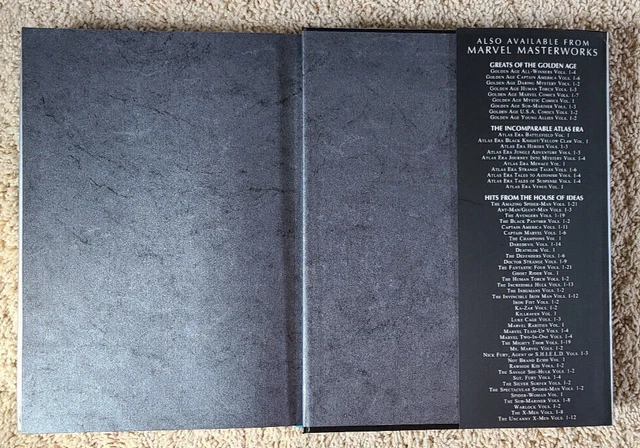 ALSO AVAILABLE FROM
MARVEL MASTERWORKS
GREATS OF THE GOLDEN AGE
GOLDEN AGE ALL-WINNERS VOLS. 1-4
GOLDEN AGE CAPTAIN AMERICA VOLS. 1-6
GOLDEN AGE DARING MYSTERY VOLS. 1-2
GOLDEN AGE HUMAN TORCH VOLS. 1-3
GOLDEN AGE MARVEL COMICS VOLS. 1-7
GOLDEN AGE MYSTIC COMICS VOL. 1
GOLDEN AGE SUB-MARINER VOLS. 1-3
GOLDEN AGE U.S.A. COMICS VOLS. 1-2
GOLDEN AGE YOUNG ALLIES VOLS. 1-2
THE INCOMPARABLE ATLAS ERA
ATLAS ERA BATTLEFIELD VOL. 1
ATLAS ERA BLACK KNIGHT/YELLOW CLAW VOL. 1
ATLAS ERA HEROES VOLS. 1-3
ATLAS ERA JUNGLE ADVENTURE VOLS. 1-3
ATLAS ERA JOURNEY INTO MYSTERY VOLS. 1-4
ATLAS ERA MENACE VOL. 1
ATLAS ERA STRANGE TALES VOLS. 1-6
ATLAS ERA TALES TO ASTONISH VOLS. 1-4
ATLAS ERA TALES OF SUSPENSE VOLS. 1-4
ATLAS ERA VENUS VOL. 1
HITS FROM THE HOUSE OF IDEAS
THE AMAZING SPIDER-MAN VOLS. 1-21
ANT-MAN/GIANT-MAN VOLS. 1-3
THE AVENGERS VOLS. 1-19
THE BLACK PANTHER VOLS. 1-2
CAPTAIN AMERICA VOLS. 1-11
CAPTAIN MARVEL VOLS. 1-6
THE CHAMPIONS VOL. 1
DAREDEVIL VOLS. 1-14
DEATHLOK VOL. 1
THE DEFENDERS VOLS. 1-6
DOCTOR STRANGE VOLS. 1-9
THE FANTASTIC FOUR VOLS. 1-21
GHOST RIDER VOL. 1
THE HUMAN TORCH VOLS. 1-2
THE INCREDIBLE HULK VOLS. 1-13
THE INHUMANS VOLS. 1-2
THE INVINCIBLE IRON MAN VOLS. 1-12
IRON FIST VOLS. 1-2
KA-ZAR VOLS. 1-2
KILLRAVEN VOL. 1
LUKE CAGE VOLS. 1-3
MARVEL RARITIES VOL. 1
MARVEL TEAM-UP VOLS. 1-4
MARVEL TWO-IN-ONE VOLS. 1-4
THE MIGHTY THOR VOLS. 1-19
MS. MARVEL VOLS. 1-2
NICK FURY, AGENT OF S.H.I.E.L.D. VOLS. 1-3
NOT BRAND ECHH VOL. 1
RAWHIDE KID VOLS. 1-2
THE SAVAGE SHE-HULK VOLS. 1-2
SGT. FURY VOLS. 1-4
THE SILVER SURFER VOLS. 1-2
THE SPECTACULAR SPIDER-MAN VOLS. 1-2
SPIDER-WOMAN VOL. 1
THE SUB-MARINER VOLS. 1-8
WARLOCK VOLS. 1-2
THE X-MEN VOLS. 1-8
THE UNCANNY X-MEN VOLS. 1-12